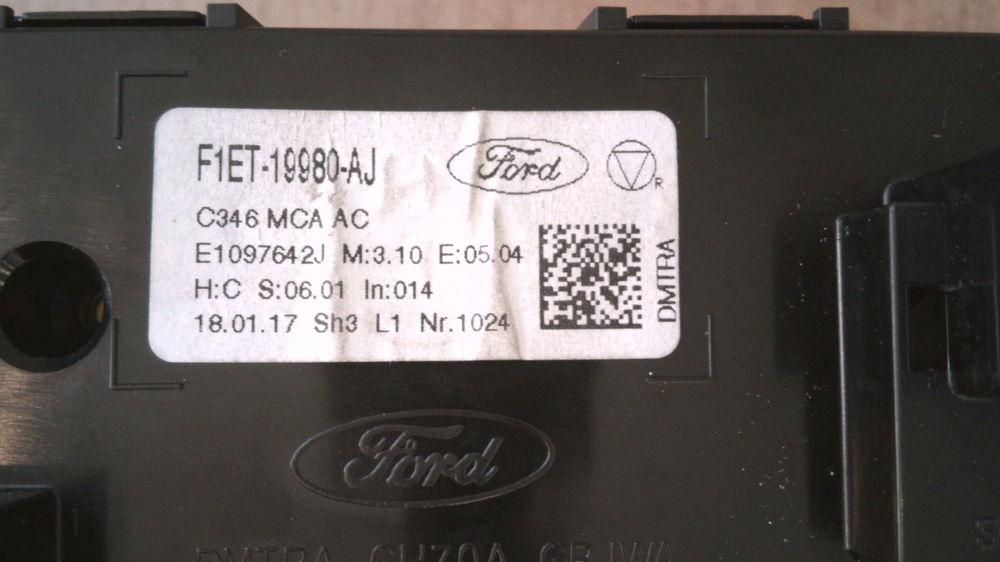 F1ET-19980-AJ
Ford
R
C346 MCA AC
E1097642J M:3.10 E:05.04
H:C S:06.01 In:014
18.01.17 Sh3 L1 Nr.1024
DMTRA
Ford